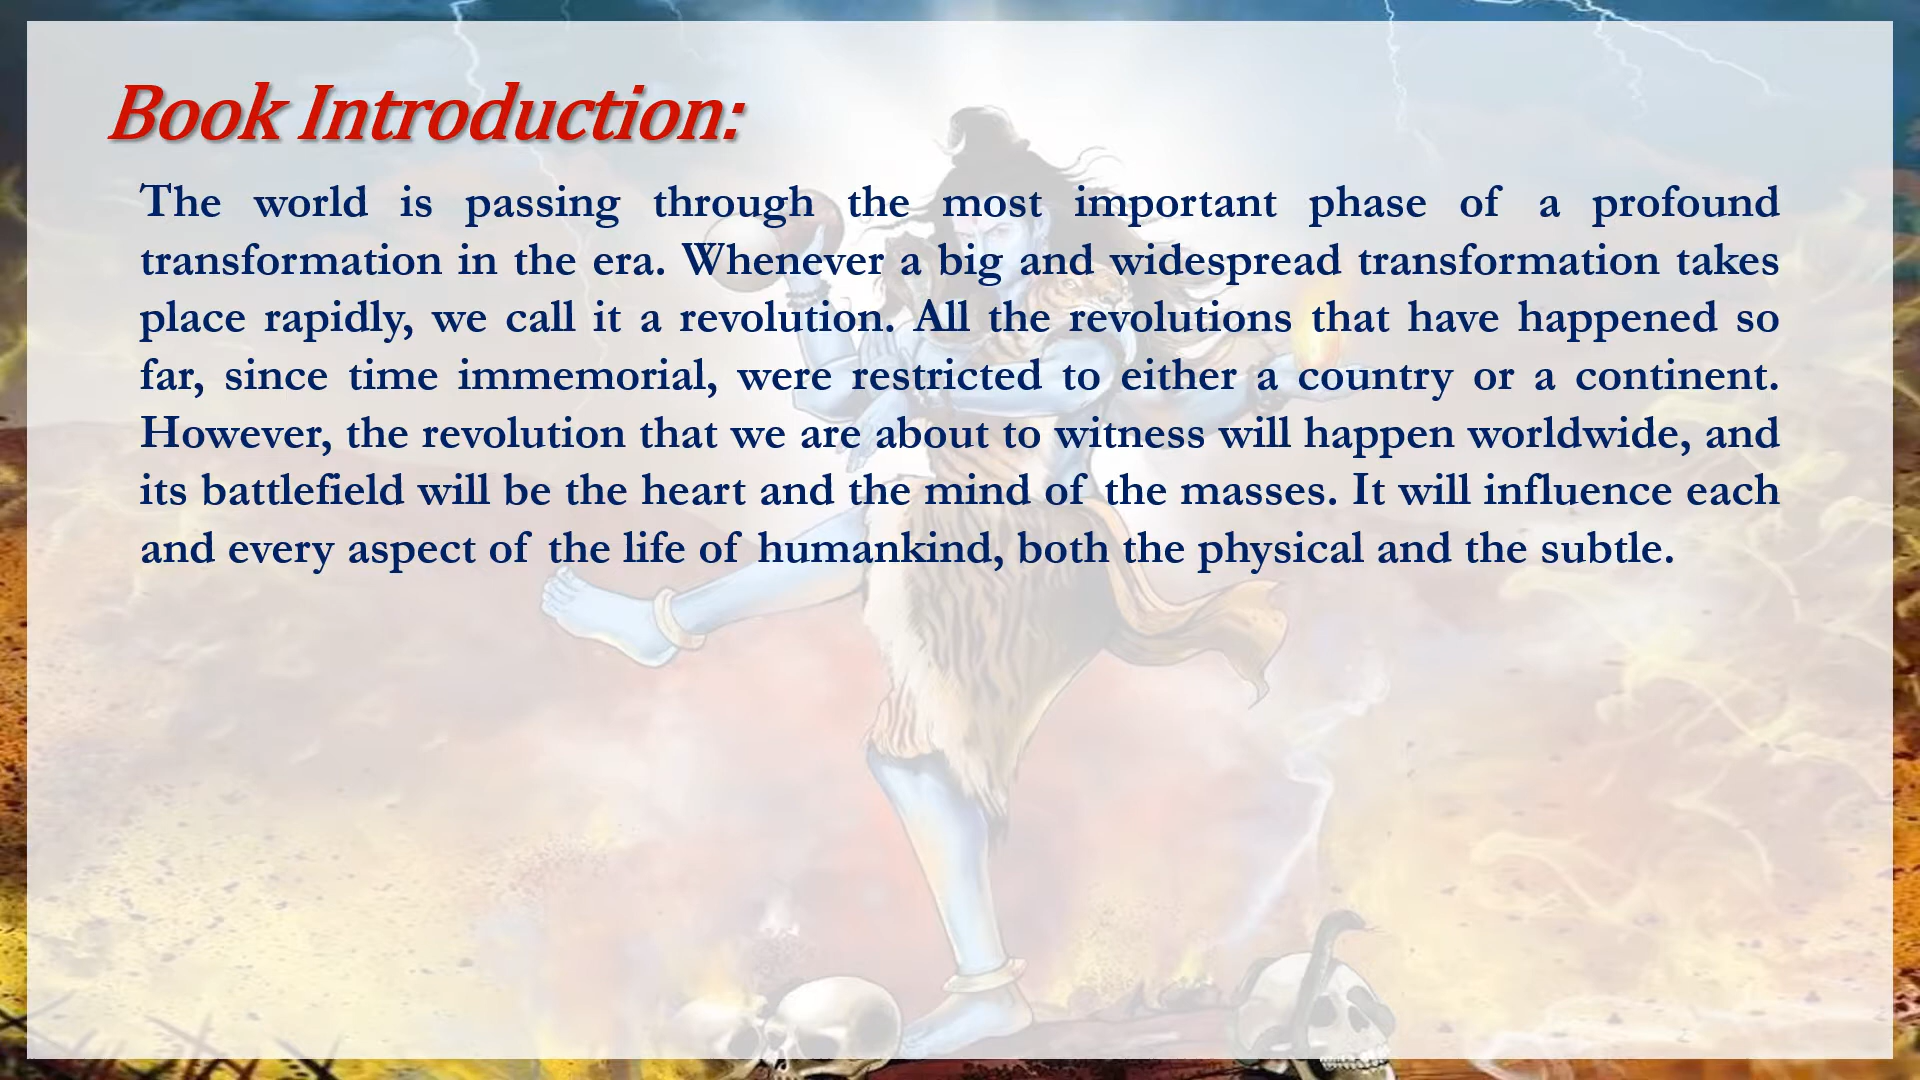 Book Introduction:
The world is passing through the most important phase of a profound
transformation in the era. Whenever a big and widespread transformation takes
place rapidly, we call it a revolution. All the revolutions that have happened so
far, since time immemorial, were restricted to either a country or a continent.
However, the revolution that we are about to witness will happen worldwide, and
its battlefield will be the heart and the mind of the masses. It will influence each
and every aspect of the life of humankind, both the physical and the subtle.